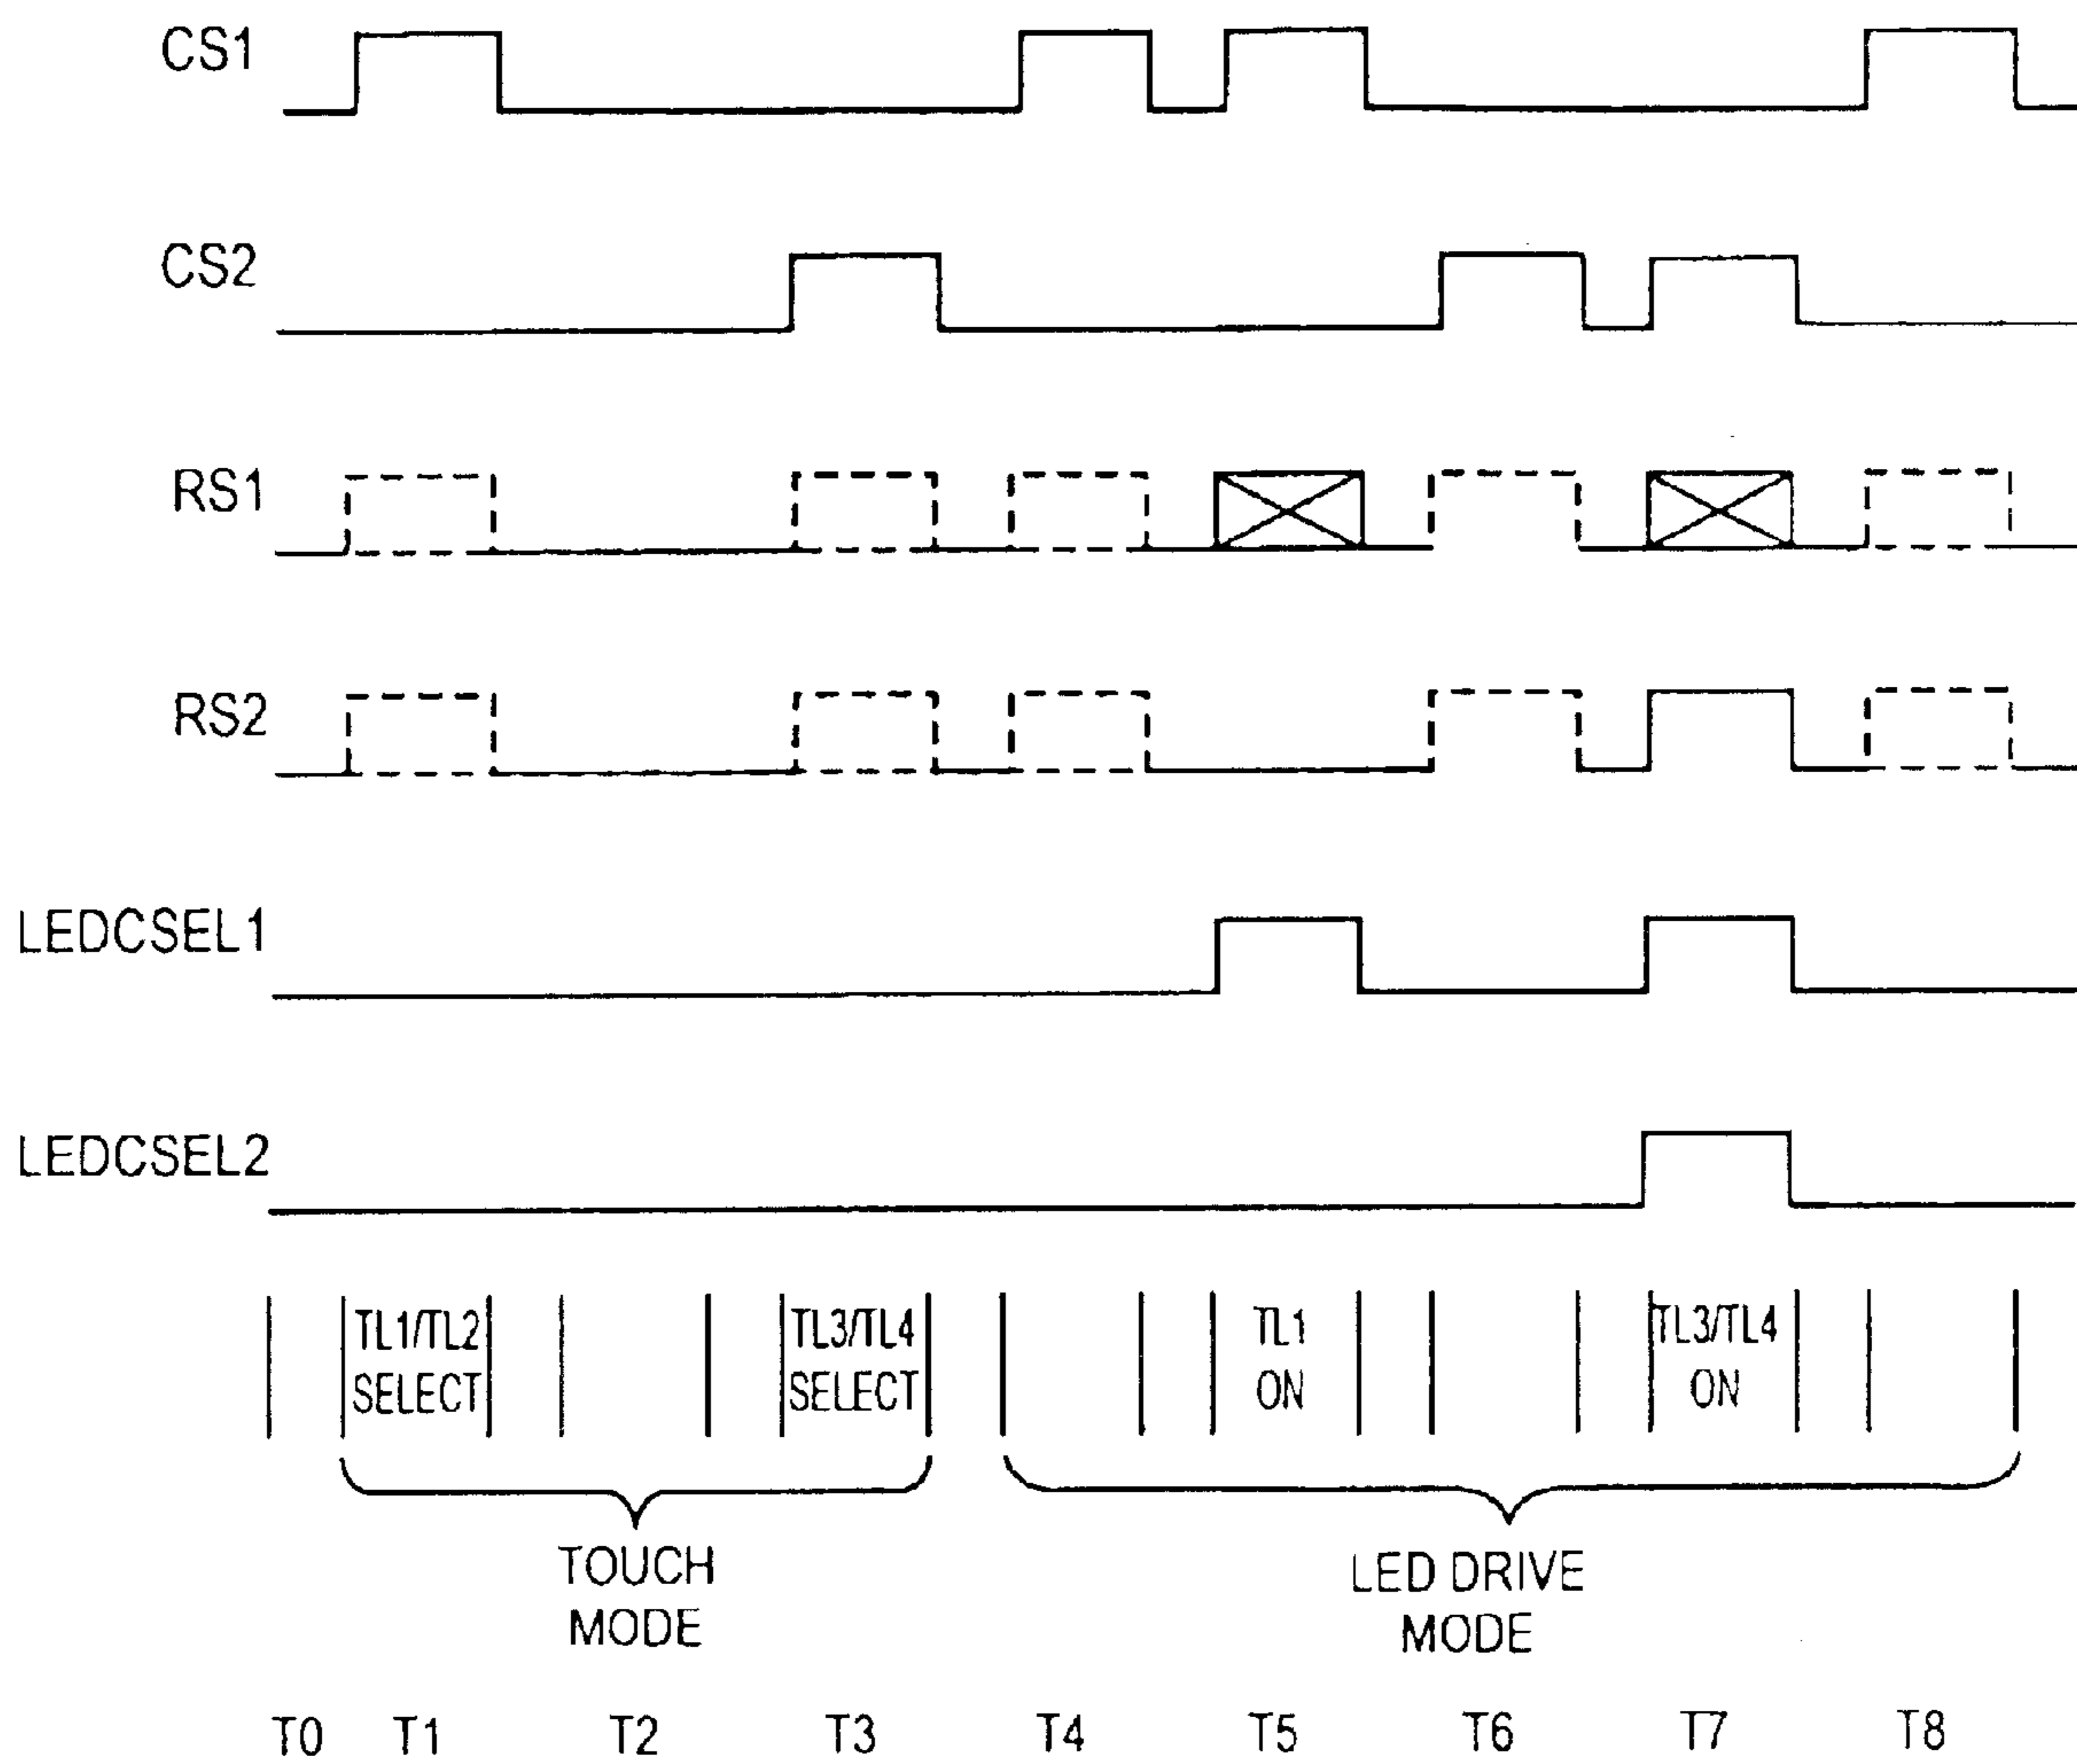 CS1
CS2
RS1
RS2
LEDCSEL1
LEDCSEL2
TL1/TL2
SELECT
TL3/TL4
SELECT
TL1
ON
TL3/TL4
ON
TOUCH
MODE
LED DRIVE
MODE
T0 T1 T2 T3 T4 T5 T6 T7 T8